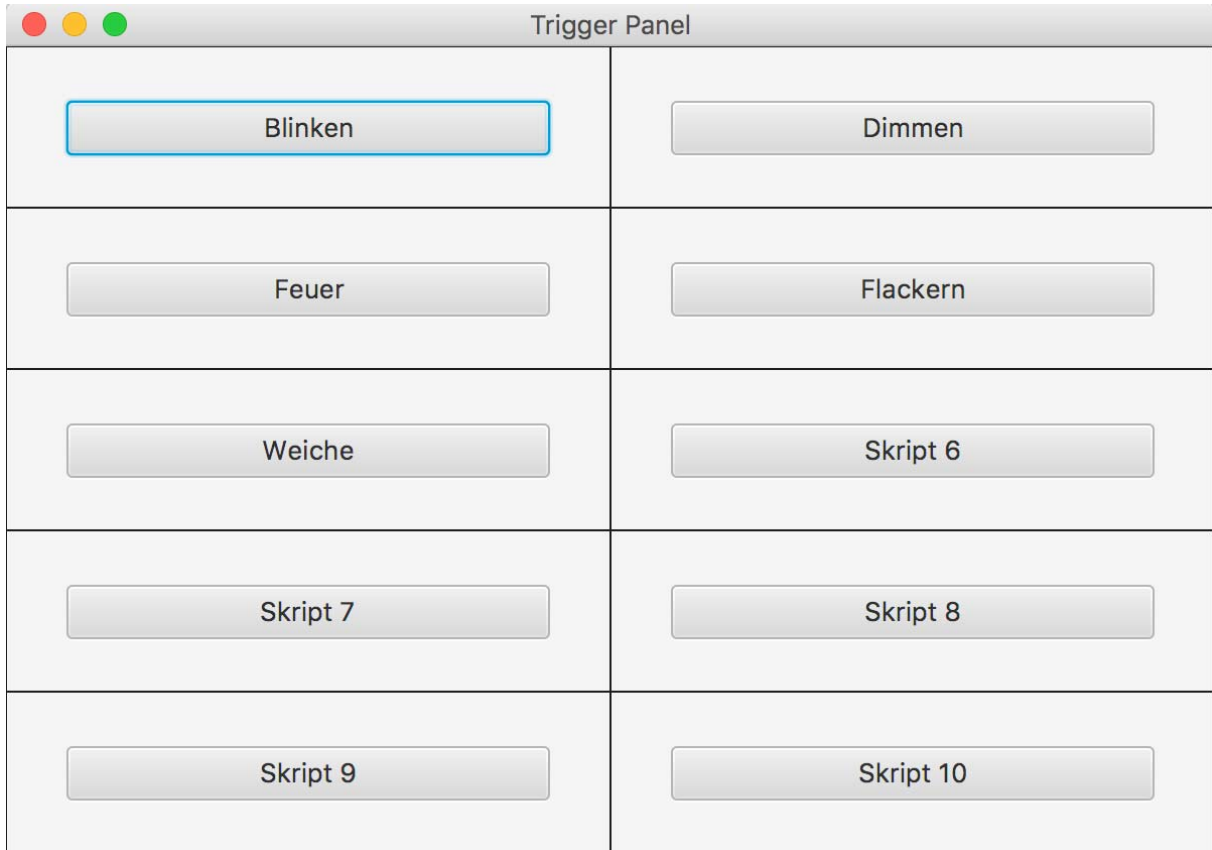 Trigger Panel
Blinken
Dimmen
Feuer
Flackern
Weiche
Skript 6
Skript 7
Skript 8
Skript 9
Skript 10